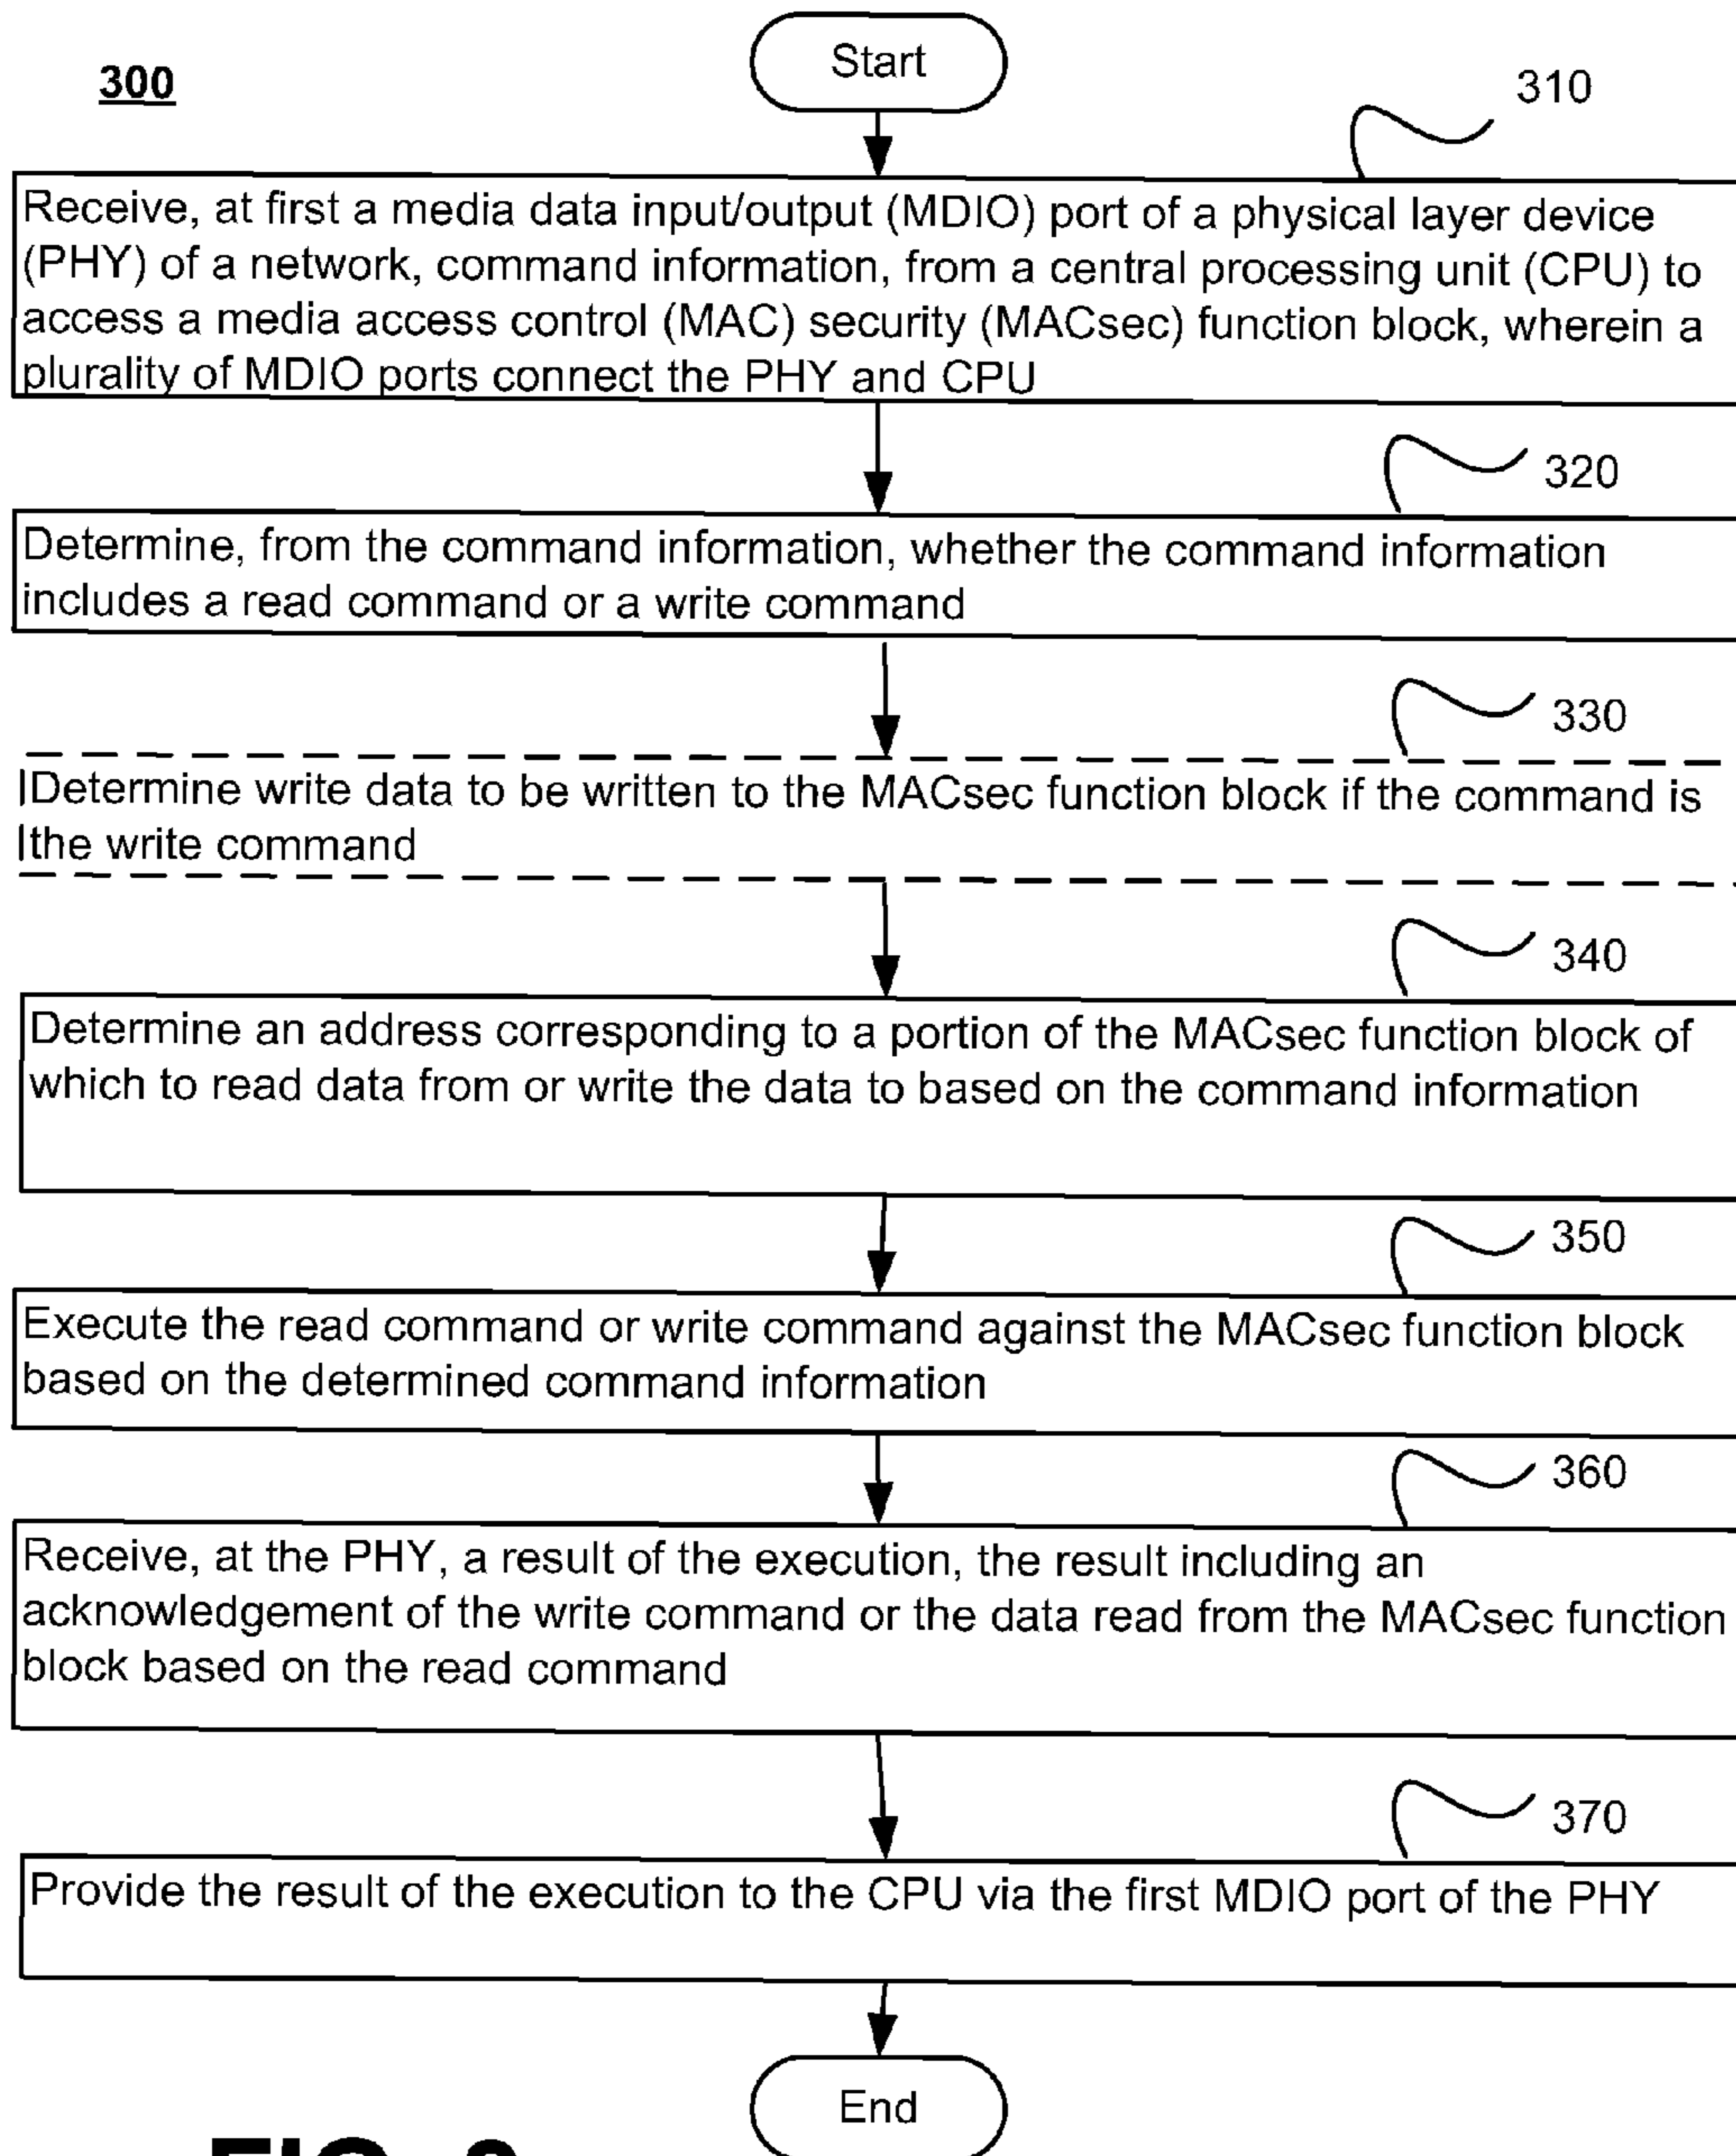 Start
300
310
Receive, at first a media data input/output (MDIO) port of a physical layer device
(PHY) of a network, command information, from a central processing unit (CPU) to
access a media access control (MAC) security (MACsec) function block, wherein a
plurality of MDIO ports connect the PHY and CPU
320
Determine, from the command information, whether the command information
includes a read command or a write command
330
Determine write data to be written to the MACsec function block if the command is
the write command
340
Determine an address corresponding to a portion of the MACsec function block of
which to read data from or write the data to based on the command information
350
Execute the read command or write command against the MACsec function block
based on the determined command information
360
Receive, at the PHY, a result of the execution, the result including an
acknowledgement of the write command or the data read from the MACsec function
block based on the read command
370
Provide the result of the execution to the CPU via the first MDIO port of the PHY
End
FIG.